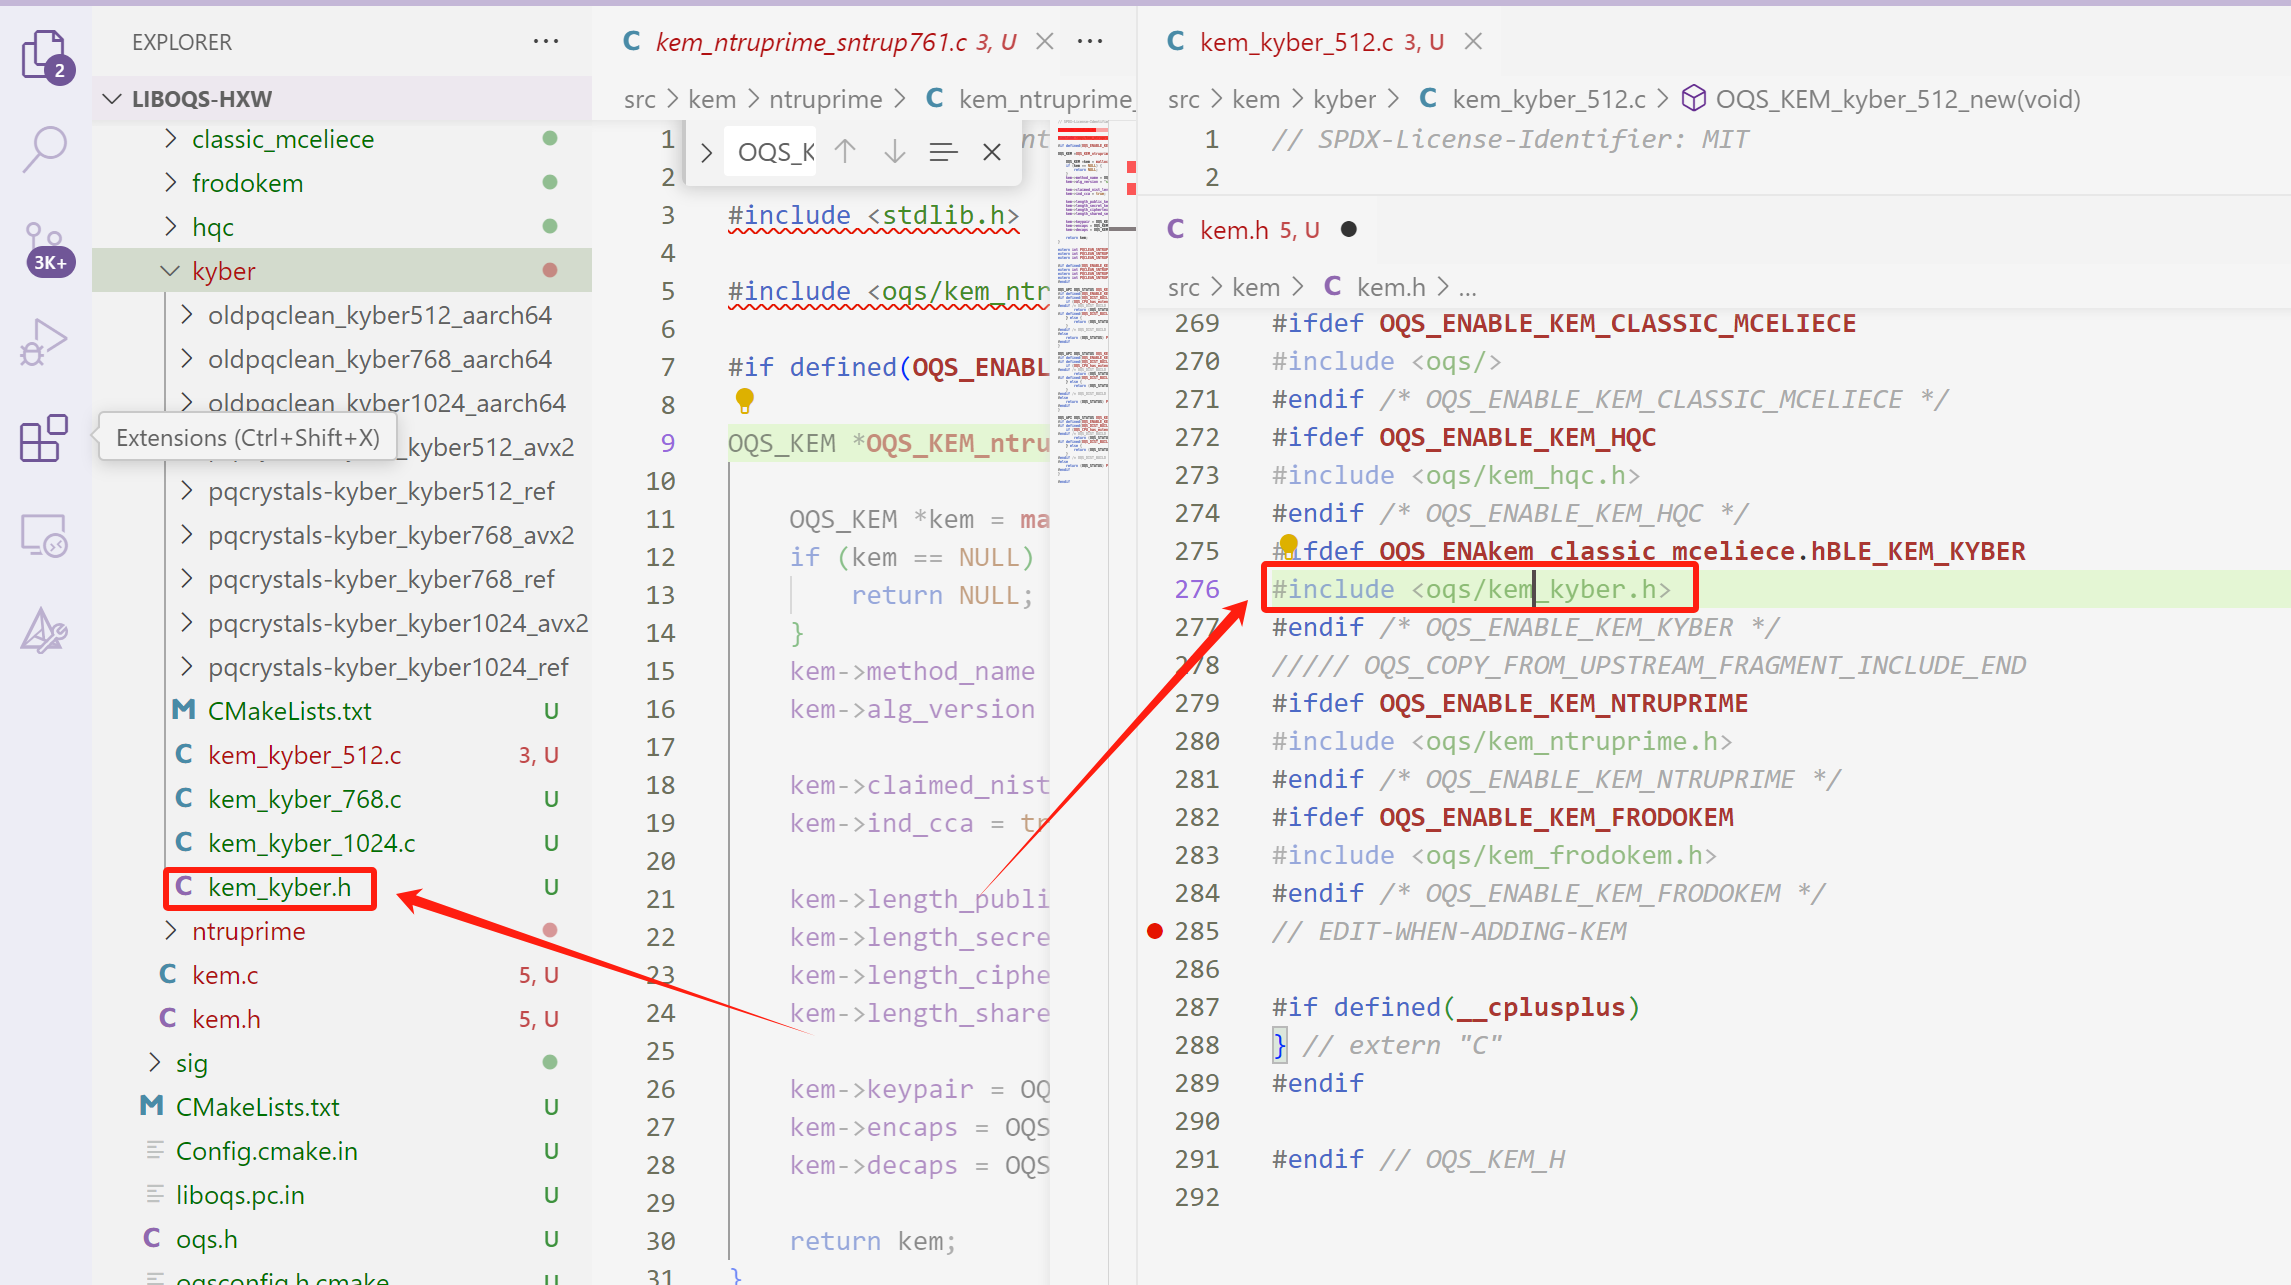 2
3K+
EXPLORER
LIBOQS-HXW
classic_mceliece
frodokem
hqc
kyber
oldpqclean_kyber512_aarch64
oldpqclean_kyber768_aarch64
oldpqclean_kyber1024_aarch64
Extensions (Ctrl+Shift+X)
_kyber512_avx2
pqcrystals-kyber_kyber512_ref
pqcrystals-kyber_kyber768_avx2
pqcrystals-kyber_kyber768_ref
pqcrystals-kyber_kyber1024_avx2
pqcrystals-kyber_kyber1024_ref
CMakeLists.txt U
kem_kyber_512.c 3, U
kem_kyber_768.c U
kem_kyber_1024.c U
kem_kyber.h U
ntruprime
kem.c 5, U
kem.h 5, U
sig
CMakeLists.txt U
Config.cmake.in U
liboqs.pc.in U
oqs.h U
oqsconfig.h.cmake U
kem_ntruprime_sntrup761.c 3, U
src > kem > ntruprime > C kem_ntruprime_
OQS_K
1
2
3 #include <stdlib.h>
4
5 #include <oqs/kem_ntr
6
7 #if defined(OQS_ENABL
8
9 OQS_KEM *OQS_KEM_ntru
10
11 OQS_KEM *kem = ma
12 if (kem == NULL)
13 return NULL;
14 }
15 kem->method_name
16 kem->alg_version
17
18 kem->claimed_nist
19 kem->ind_cca = tr
20
21 kem->length_publi
22 kem->length_secre
23 kem->length_ciphe
24 kem->length_share
25
26 kem->keypair = OQ
27 kem->encaps = OQS
28 kem->decaps = OQS
29
30 return kem;
31 }
C kem_kyber_512.c 3, U
src > kem > kyber > C kem_kyber_512.c > OQS_KEM_kyber_512_new(void)
1 // SPDX-License-Identifier: MIT
2
C kem.h 5, U
src > kem > C kem.h > ...
269 #ifdef OQS_ENABLE_KEM_CLASSIC_MCELIECE
270 #include <oqs/>
271 #endif /* OQS_ENABLE_KEM_CLASSIC_MCELIECE */
272 #ifdef OQS_ENABLE_KEM_HQC
273 #include <oqs/kem_hqc.h>
274 #endif /* OQS_ENABLE_KEM_HQC */
275 #ifdef OQS_ENAkem_classic_mceliece.hBLE_KEM_KYBER
276 #include <oqs/kem_kyber.h>
277 #endif /* OQS_ENABLE_KEM_KYBER */
278 ///// OQS_COPY_FROM_UPSTREAM_FRAGMENT_INCLUDE_END
279 #ifdef OQS_ENABLE_KEM_NTRUPRIME
280 #include <oqs/kem_ntruprime.h>
281 #endif /* OQS_ENABLE_KEM_NTRUPRIME */
282 #ifdef OQS_ENABLE_KEM_FRODOKEM
283 #include <oqs/kem_frodokem.h>
284 #endif /* OQS_ENABLE_KEM_FRODOKEM */
285 // EDIT-WHEN-ADDING-KEM
286
287 #if defined(__cplusplus)
288 } // extern "C"
289 #endif
290
291 #endif // OQS_KEM_H
292